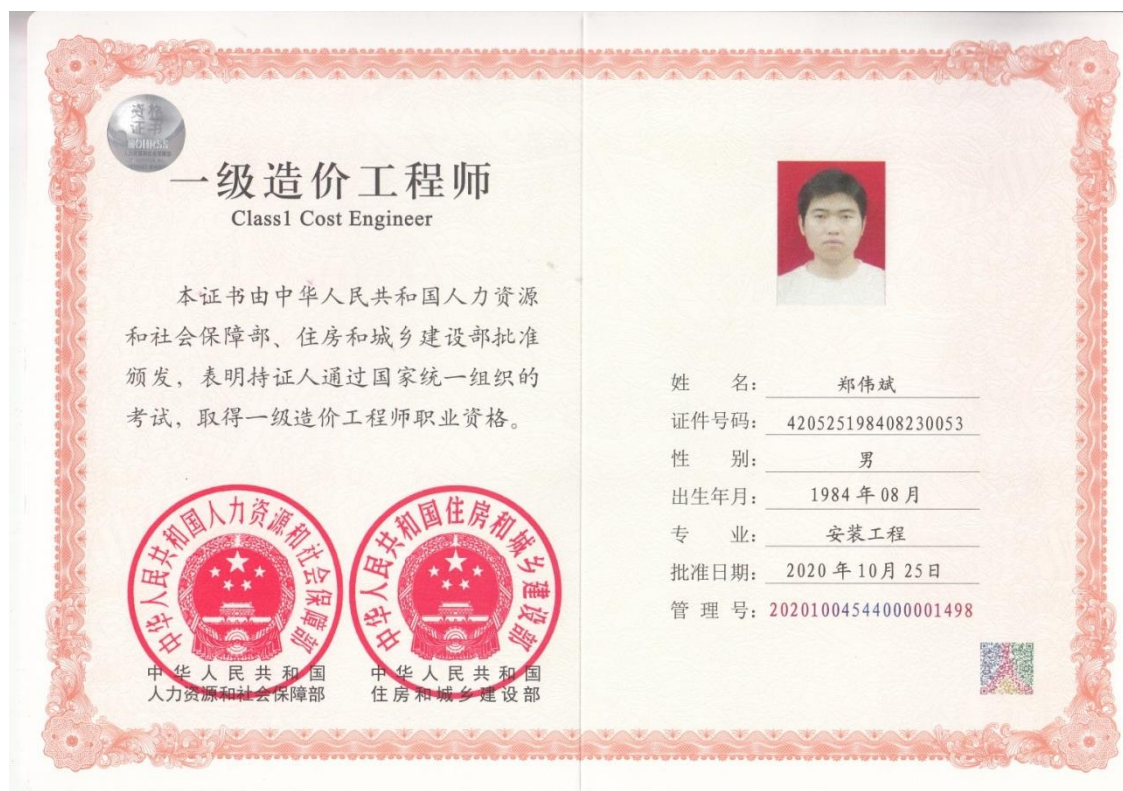 资格
证书
MOHRSS
一级造价工程师
Class1 Cost Engineer
本证书由中华人民共和国人力资源
和社会保障部、住房和城乡建设部批准
颁发，表明持证人通过国家统一组织的
考试，取得一级造价工程师职业资格。
中华人民共和国人力资源和社会保障部
中华人民共和国住房和城乡建设部
中华人民共和国
人力资源和社会保障部
中华人民共和国
住房和城乡建设部
姓 名： 郑伟斌
证件号码： 420525198408230053
性 别： 男
出生年月： 1984年08月
专 业： 安装工程
批准日期： 2020年10月25日
管 理 号： 20201004544000001498